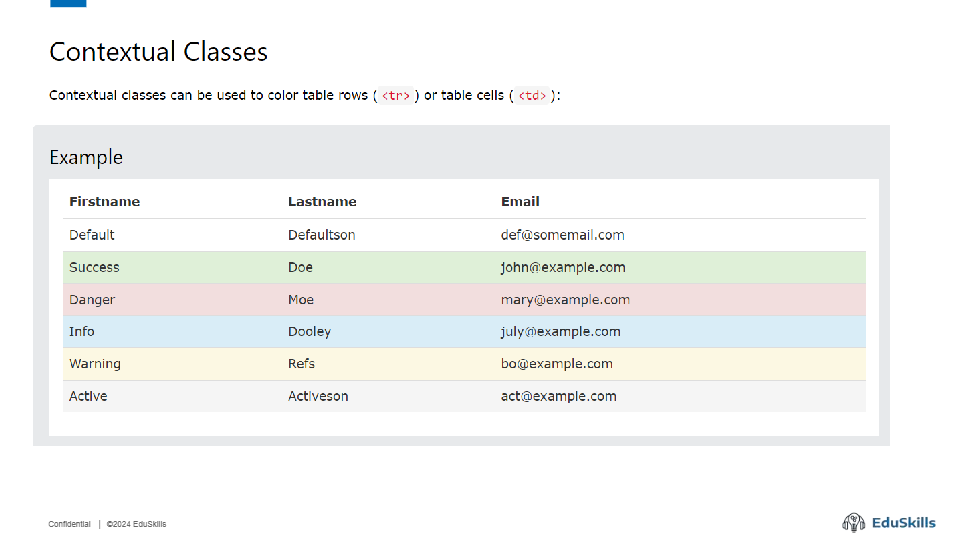 Contextual Classes
Contextual classes can be used to color table rows ( <tr> ) or table cells ( <td> ):
Example
Firstname Lastname Email
Default Defaultson def@somemail.com
Success Doe john@example.com
Danger Moe mary@example.com
Info Dooley july@example.com
Warning Refs bo@example.com
Active Activeson act@example.com
Confidential | ©2024 EduSkills
EduSkills